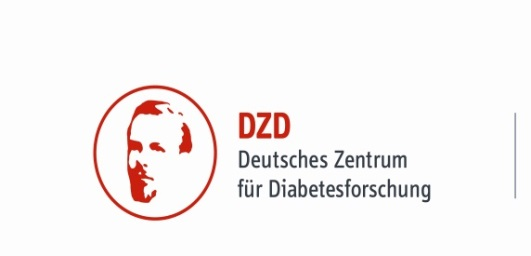 DZD
Deutsches Zentrum
für Diabetesforschung